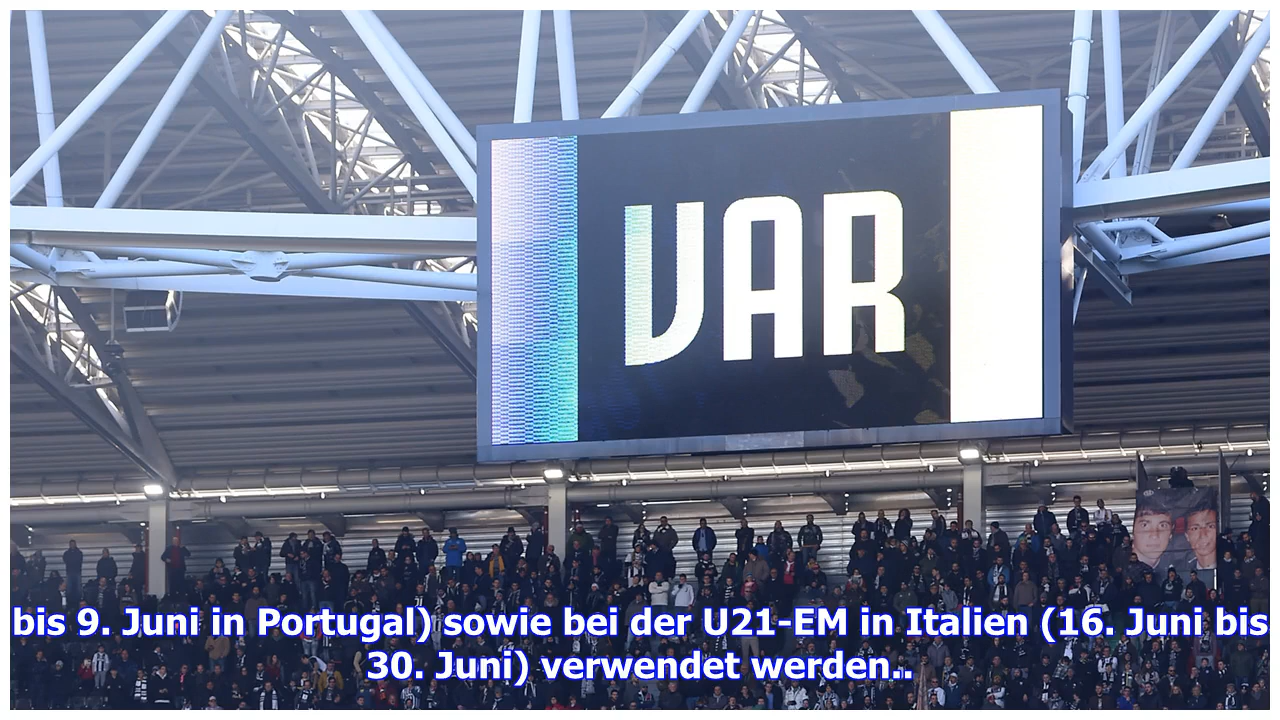 VAR
bis 9. Juni in Portugal) sowie bei der U21-EM in Italien (16. Juni bis
30. Juni) verwendet werden..